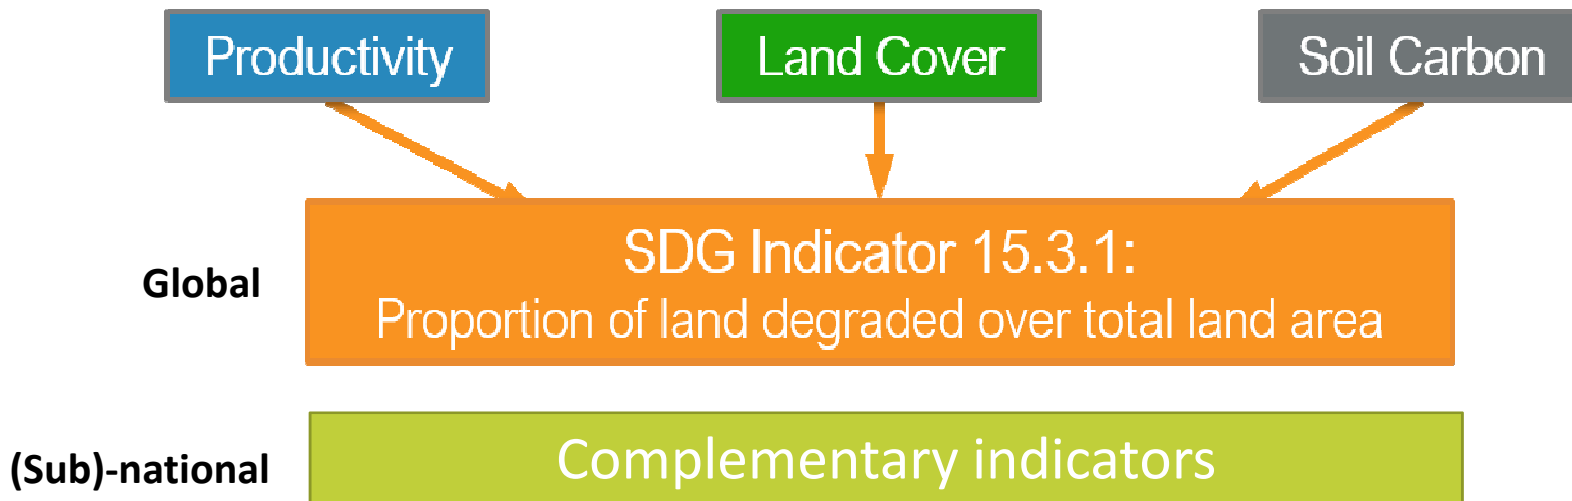 Productivity
Land Cover
Soil Carbon
Global
SDG Indicator 15.3.1:
Proportion of land degraded over total land area
(Sub)-national
Complementary indicators